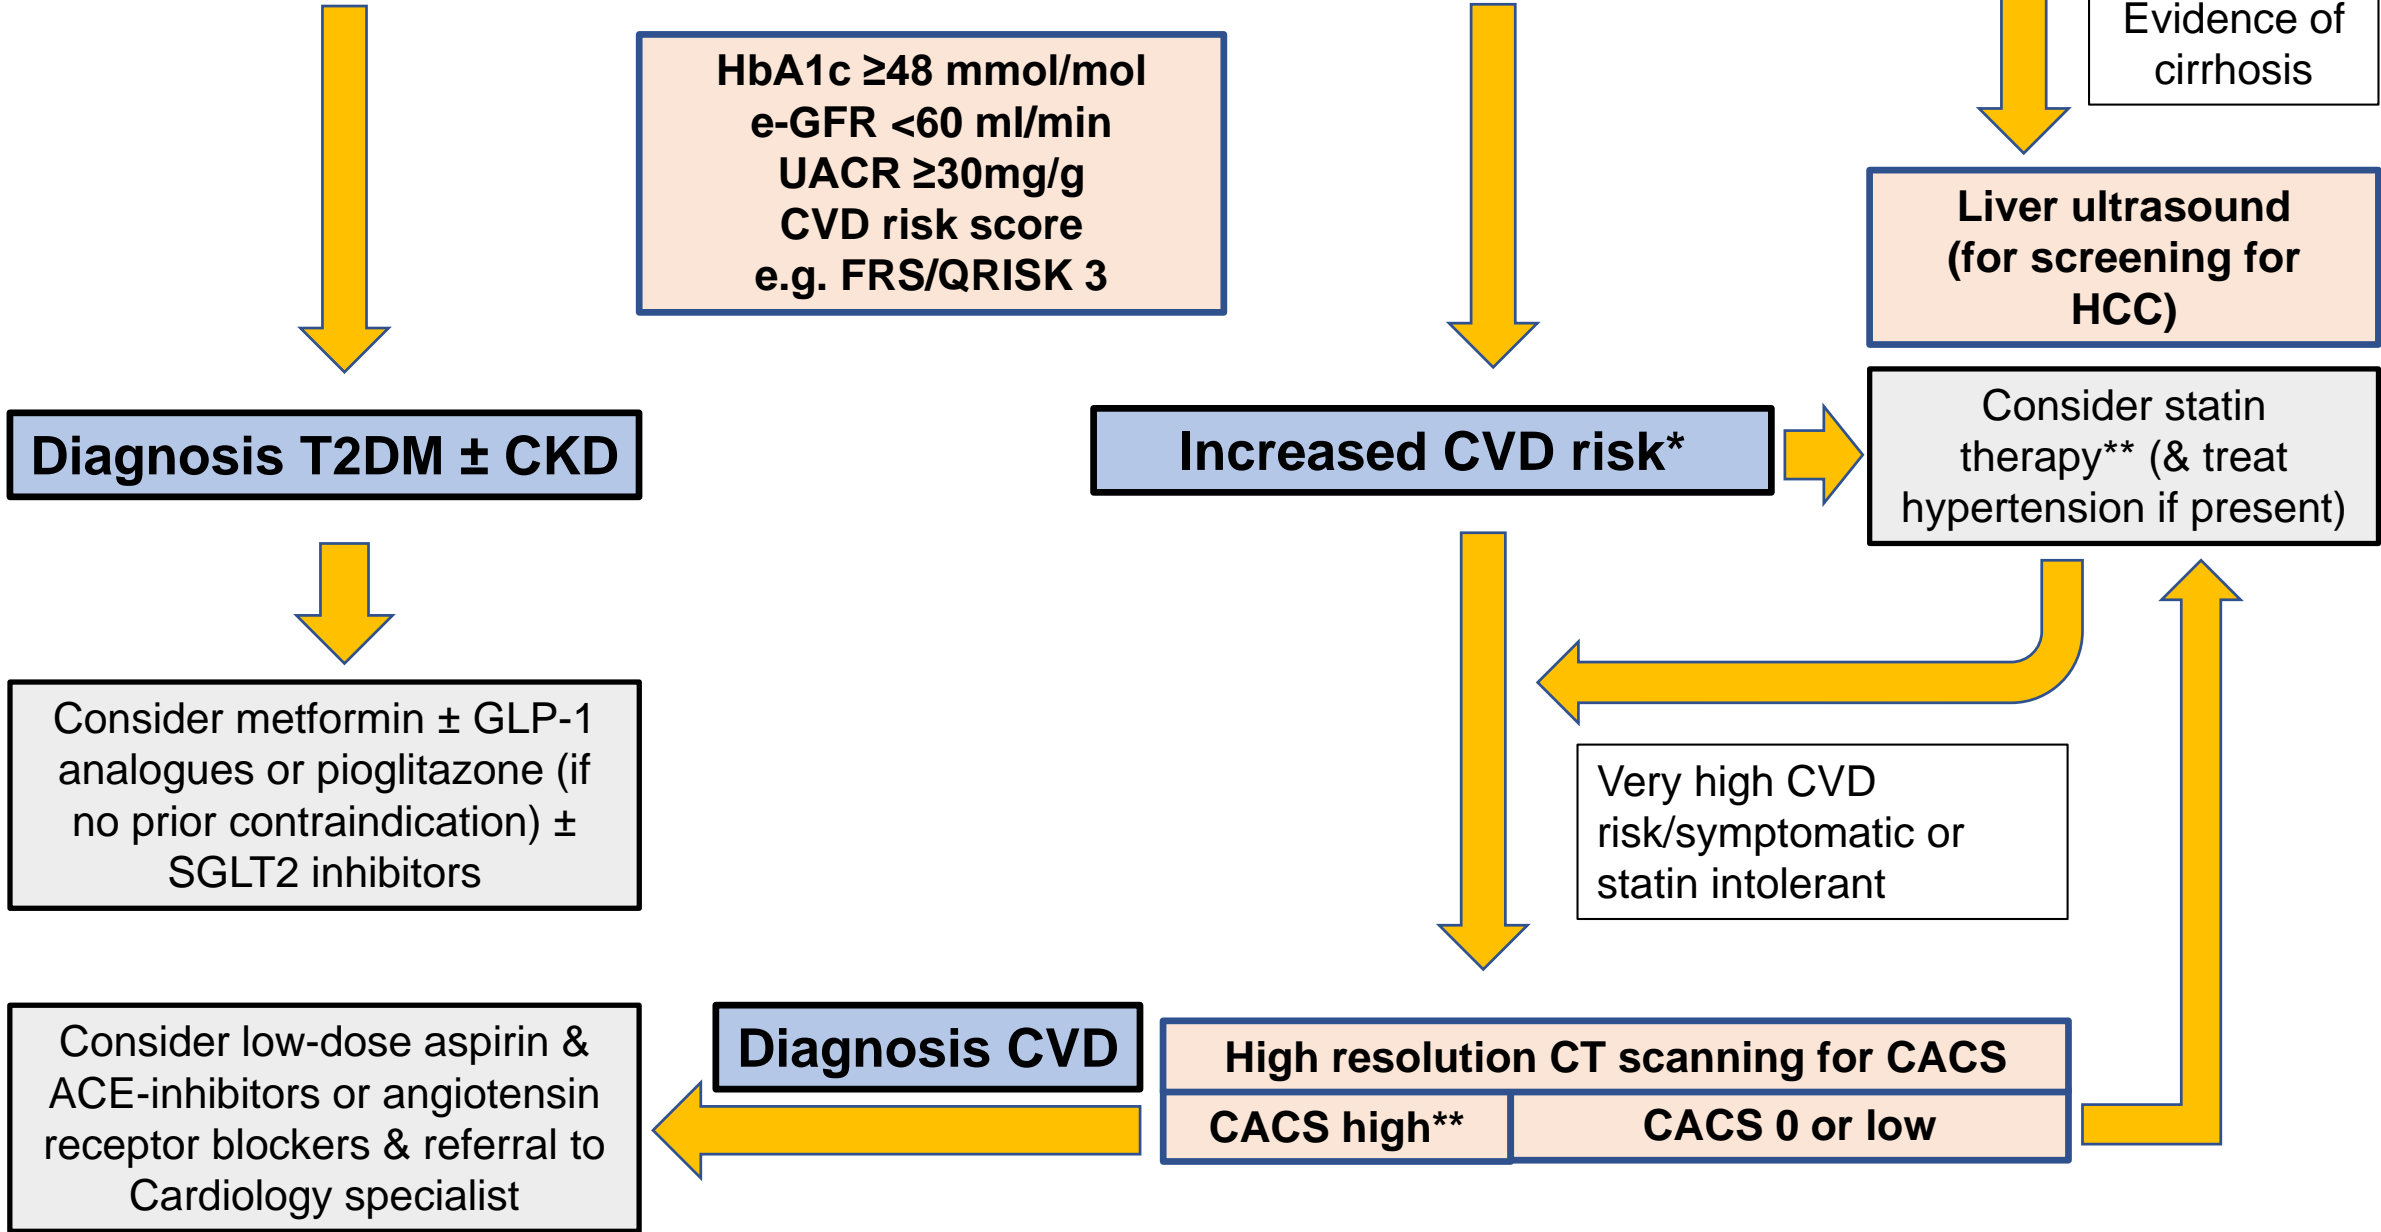 Evidence of
cirrhosis
HbA1c ≥48 mmol/mol
e-GFR <60 ml/min
UACR ≥30mg/g
CVD risk score
e.g. FRS/QRISK 3
Liver ultrasound
(for screening for
HCC)
Diagnosis T2DM ± CKD
Increased CVD risk*
Consider statin
therapy** (& treat
hypertension if present)
Consider metformin ± GLP-1
analogues or pioglitazone (if
no prior contraindication) ±
SGLT2 inhibitors
Very high CVD
risk/symptomatic or
statin intolerant
Consider low-dose aspirin &
ACE-inhibitors or angiotensin
receptor blockers & referral to
Cardiology specialist
Diagnosis CVD
High resolution CT scanning for CACS
CACS high**
CACS 0 or low